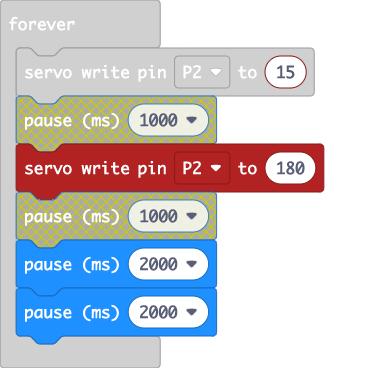 forever
servo write pin P2 to 15
pause (ms) 1000
servo write pin P2 to 180
pause (ms) 1000
pause (ms) 2000
pause (ms) 2000